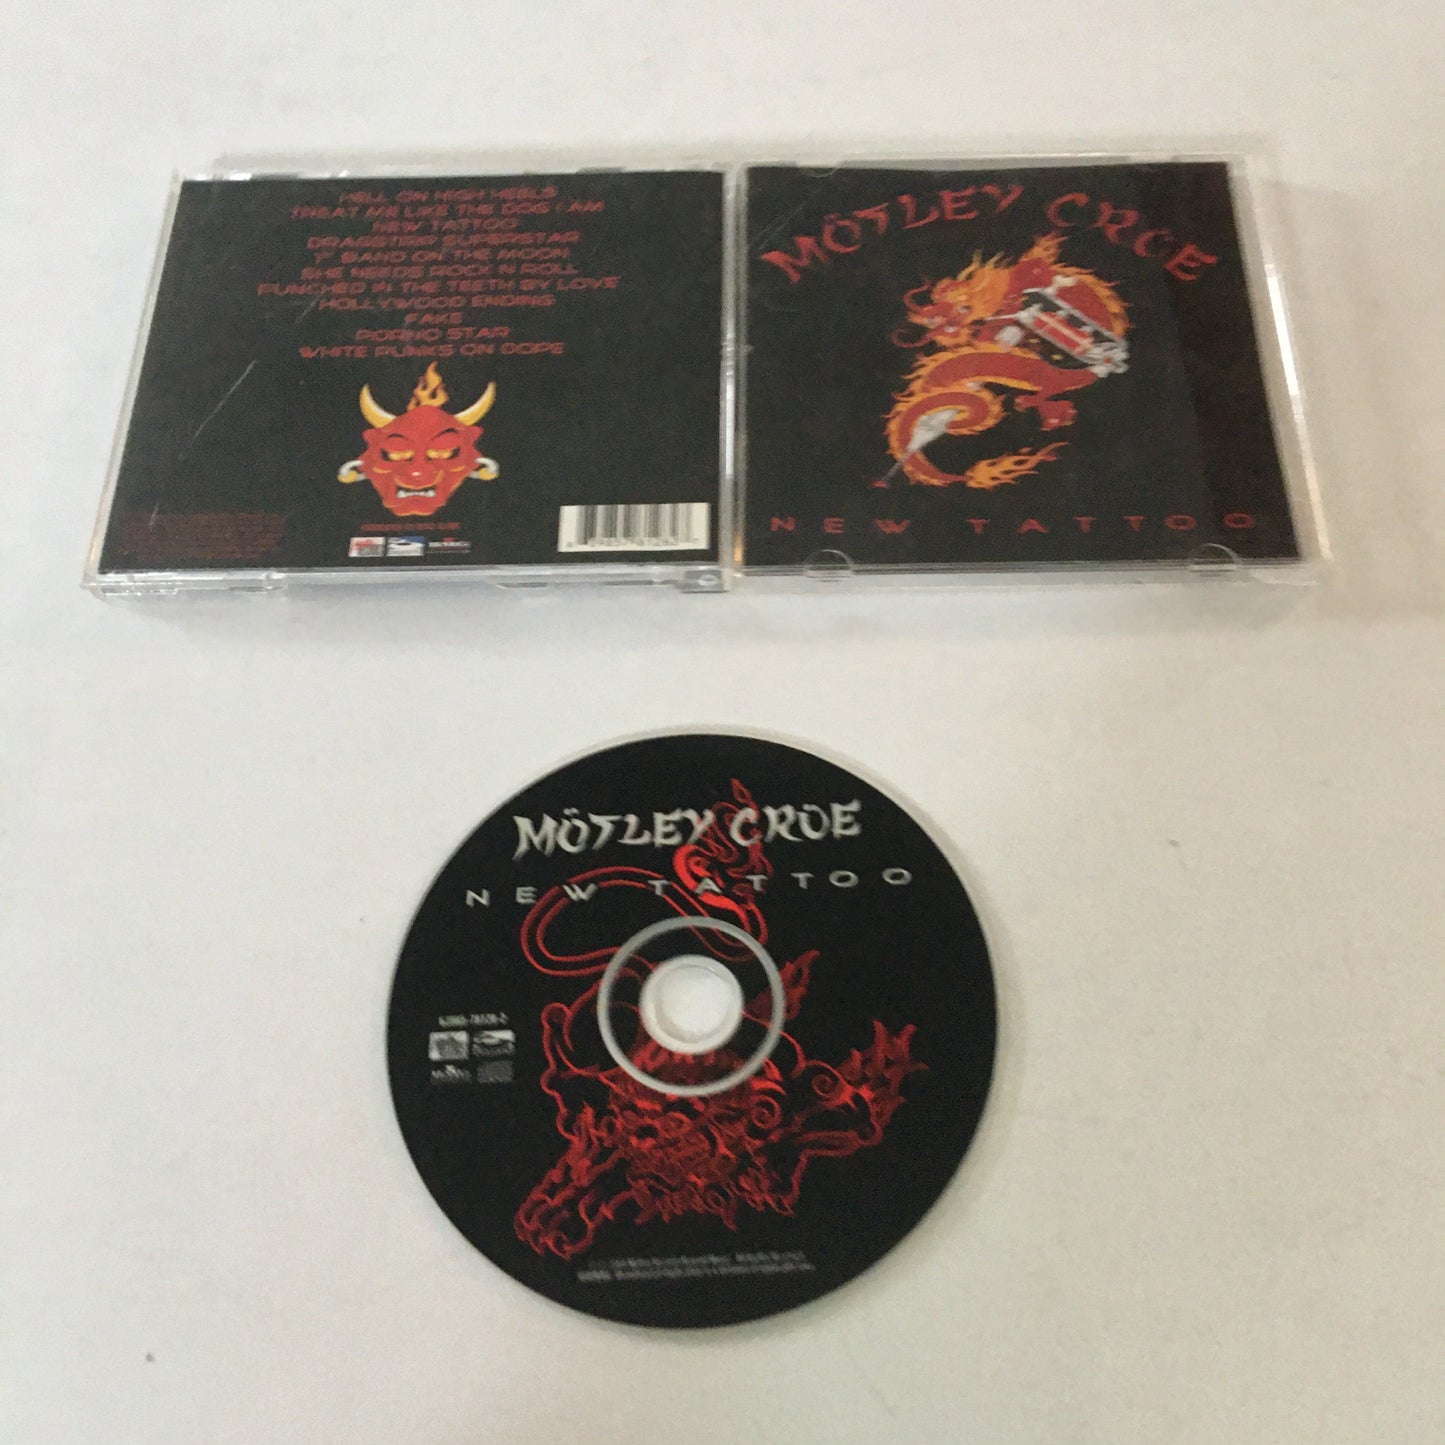 HELL ON HIGH HEELS
TREAT ME LIKE THE DOG I AM
NEW TATTOO
DRAGSTRIP SUPERSTAR
1ST BAND ON THE MOON
SHE NEEDS ROCK N ROLL
PUNCHED IN THE TEETH BY LOVE
HOLLYWOOD ENDING
FAKE
PORNO STAR
WHITE PUNKS ON DOPE
BMG
MÖTLEY CRÜE
NEW TATTOO
MÖTLEY CRÜE
NEW TATTOO